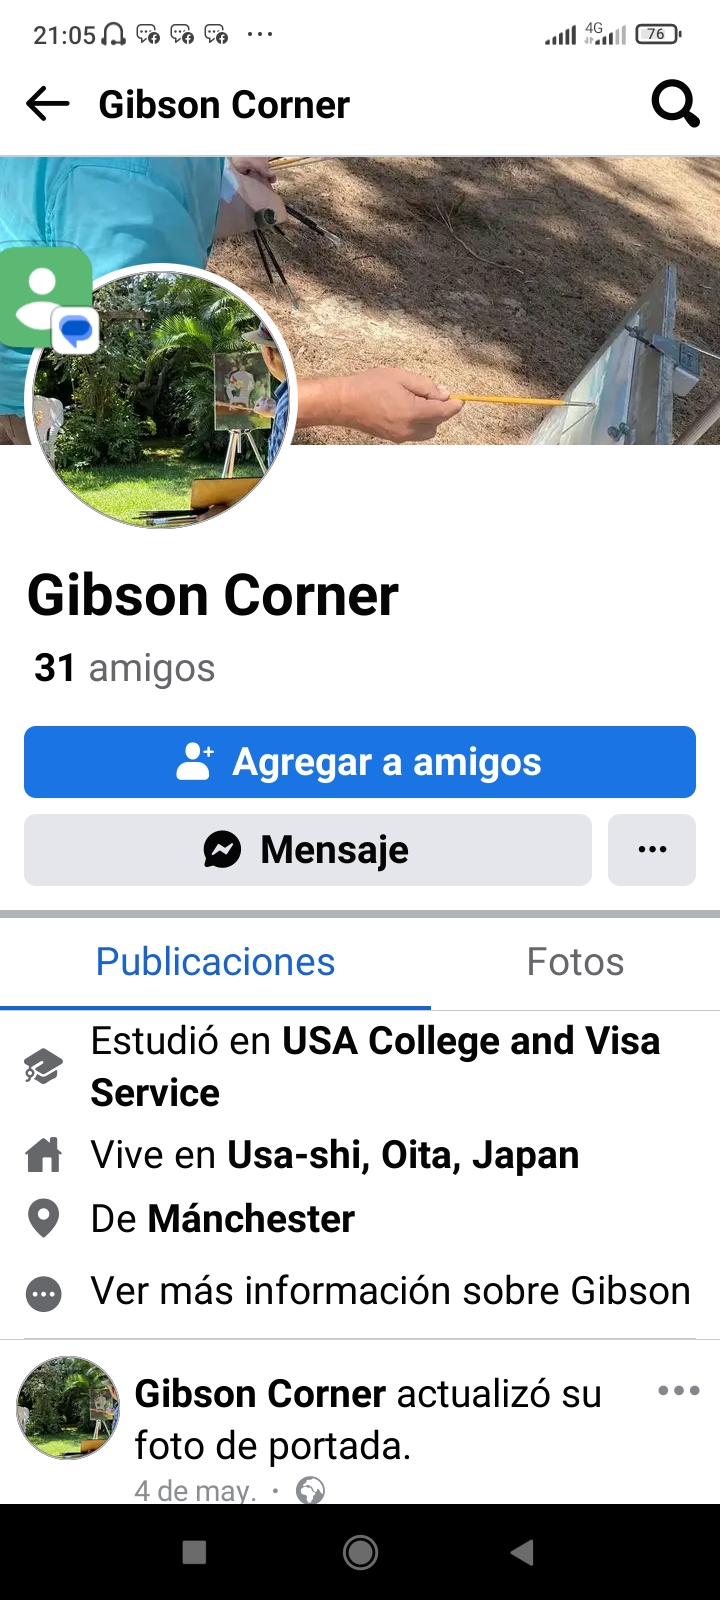 21:05
4G
76
Gibson Corner
Gibson Corner
31 amigos
Agregar a amigos
Mensaje
Publicaciones
Fotos
Estudió en USA College and Visa
Service
Vive en Usa-shi, Oita, Japan
De Mánchester
Ver más información sobre Gibson
Gibson Corner actualizó su
foto de portada.
4 de may.